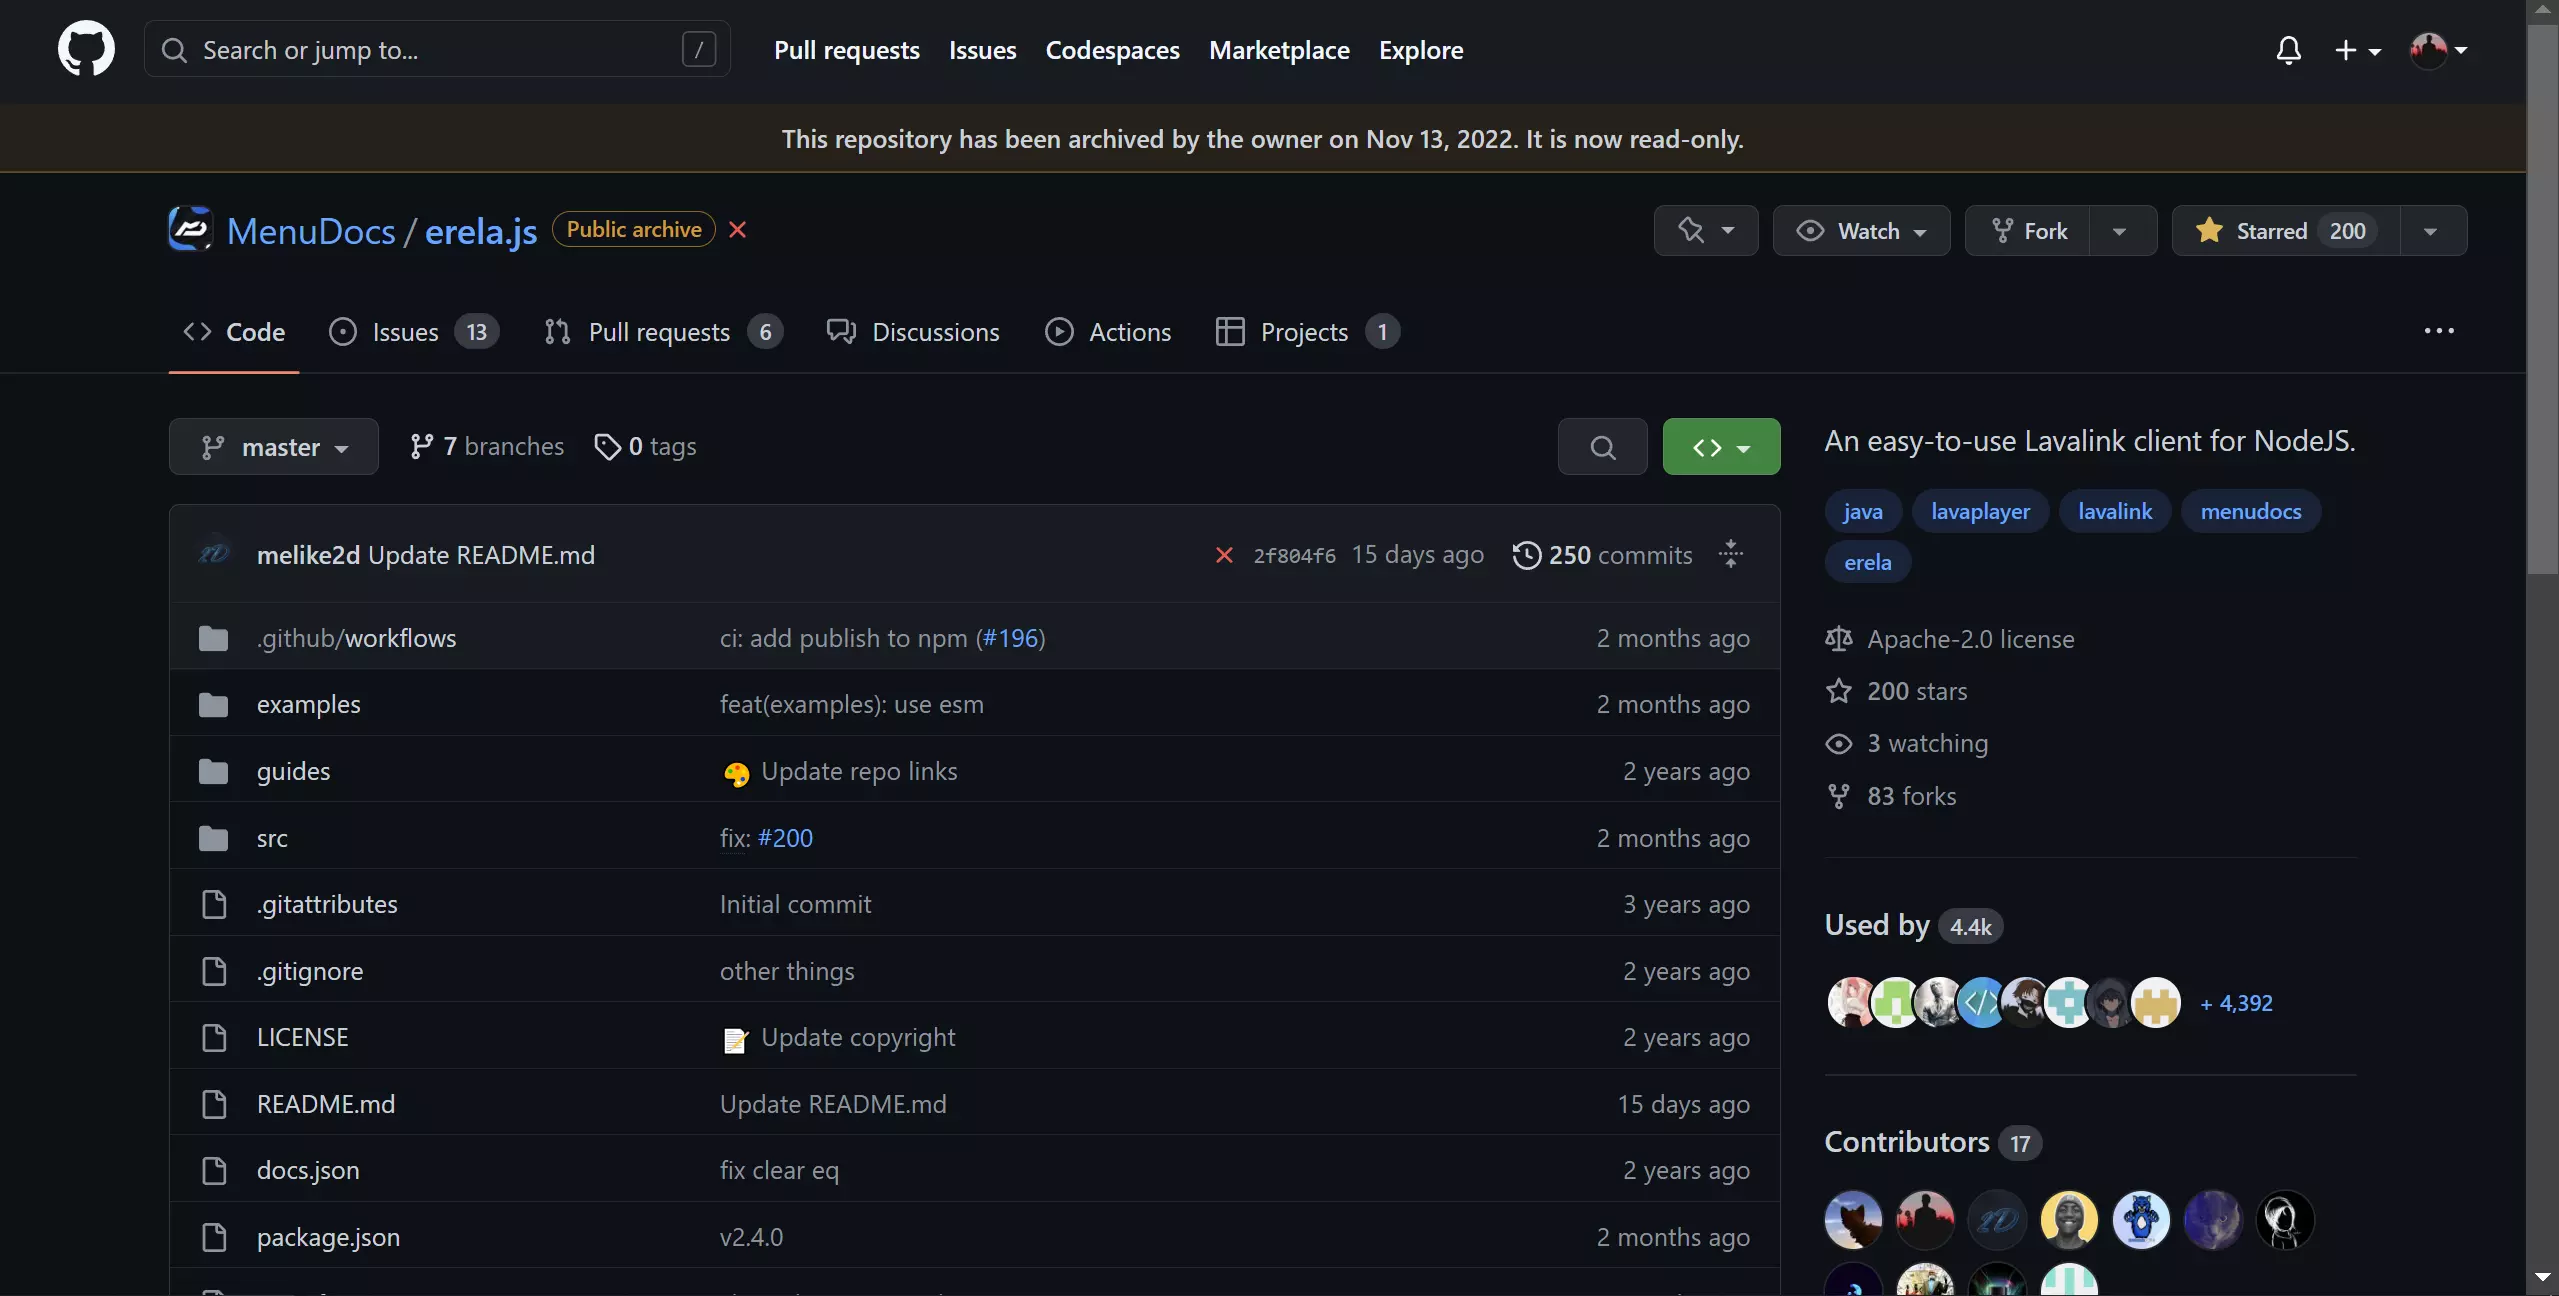 Search or jump to...
/
Pull requests
Issues
Codespaces
Marketplace
Explore
This repository has been archived by the owner on Nov 13, 2022. It is now read-only.
MenuDocs / erela.js
Public archive
Watch
Fork
Starred 200
Code
Issues 13
Pull requests 6
Discussions
Actions
Projects 1
master
7 branches
0 tags
An easy-to-use Lavalink client for NodeJS.
java
lavaplayer
lavalink
menudocs
erela
melike2d Update README.md
2f804f6 15 days ago
250 commits
.github/workflows ci: add publish to npm (#196) 2 months ago
examples feat(examples): use esm 2 months ago
guides 🎨 Update repo links 2 years ago
src fix: #200 2 months ago
.gitattributes Initial commit 3 years ago
.gitignore other things 2 years ago
LICENSE 📝 Update copyright 2 years ago
README.md Update README.md 15 days ago
docs.json fix clear eq 2 years ago
package.json v2.4.0 2 months ago
Apache-2.0 license
200 stars
3 watching
83 forks
Used by 4.4k
+ 4,392
Contributors 17